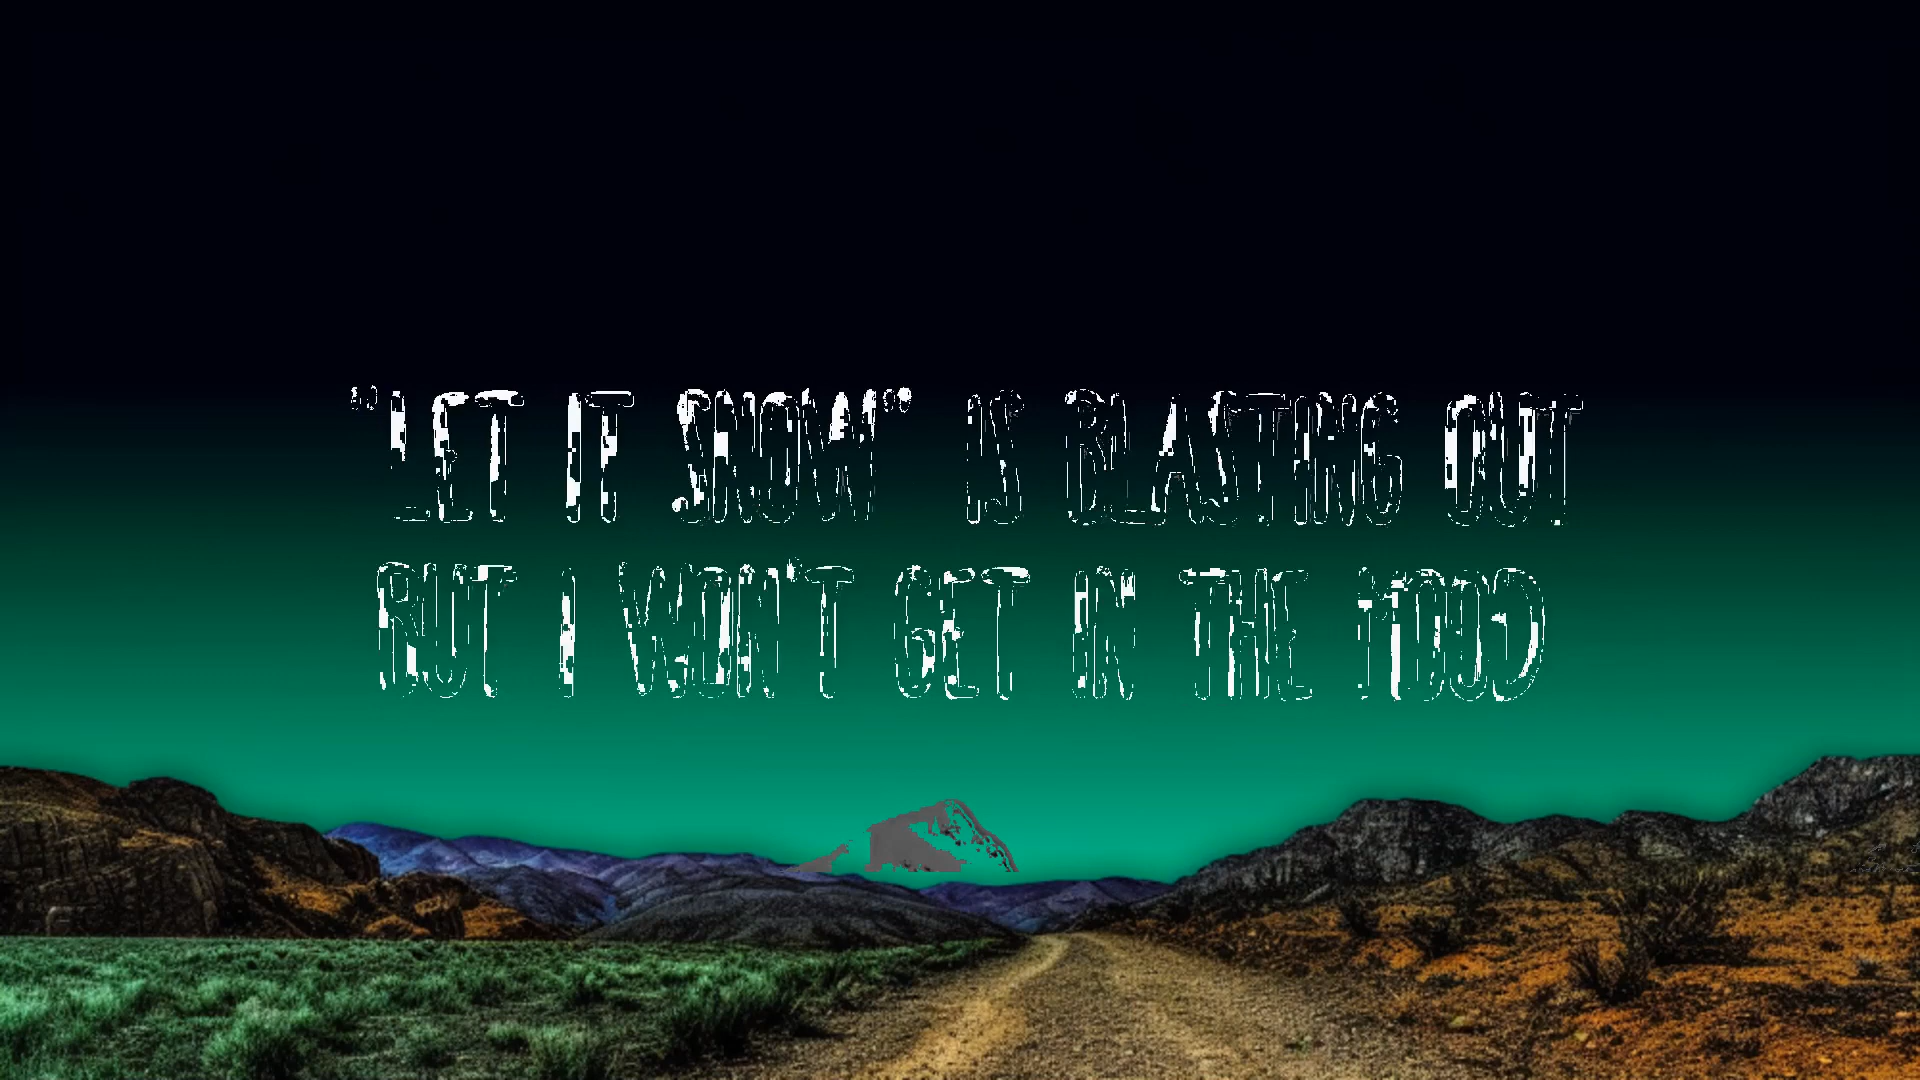 "LET IT SNOW" IS BLASTING OUT
BUT I WON'T GET IN THE MOOD